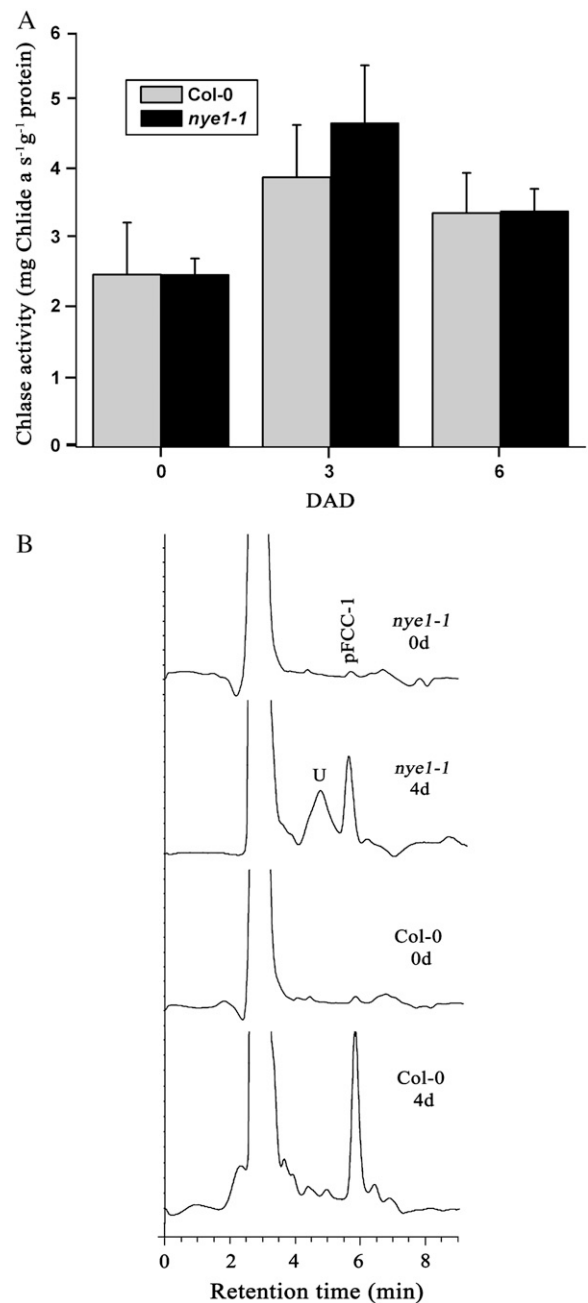 A
Chlase activity (mg Chlide a s⁻¹g⁻¹ protein)
6
5
4
3
2
1
0
Col-0
nye1-1
0 3 6
DAD
B
pFCC-1
nye1-1
0d
U
nye1-1
4d
Col-0
0d
Col-0
4d
0 2 4 6 8
Retention time (min)